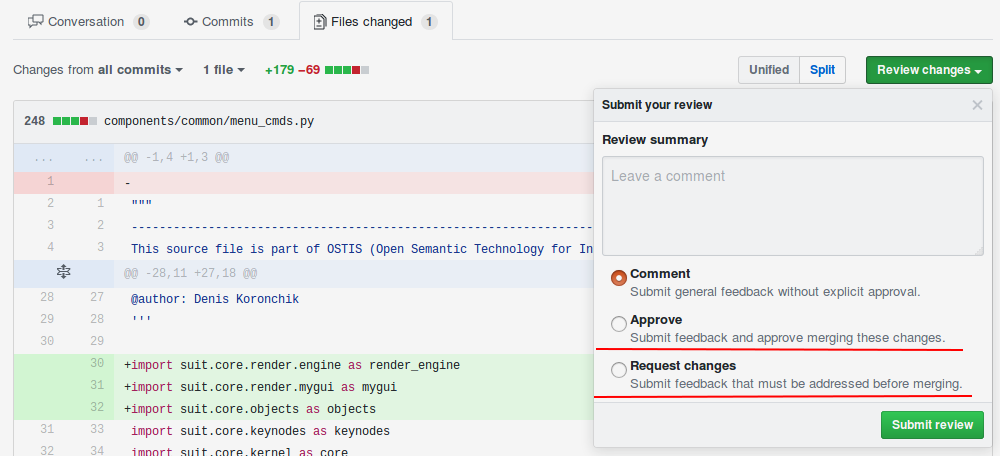 Conversation 0 Commits 1 Files changed 1
Changes from all commits 1 file +179 −69 Unified Split Review changes
248 components/common/menu_cmds.py
... ... @@ -1,4 +1,3 @@
1 -
2 1 """
3 2 ------------------------------------------------------------------
4 3 This source file is part of OSTIS (Open Semantic Technology for In
@@ -28,11 +27,18 @@
28 27 @author: Denis Koronchik
29 28 '''
30 29
30 +import suit.core.render.engine as render_engine
31 +import suit.core.render.mygui as mygui
32 +import suit.core.objects as objects
31 33 import suit.core.keynodes as keynodes
32 34 import suit.core.kernel as core
Submit your review ×
Review summary
Leave a comment
Comment
Submit general feedback without explicit approval.
Approve
Submit feedback and approve merging these changes.
Request changes
Submit feedback that must be addressed before merging.
Submit review